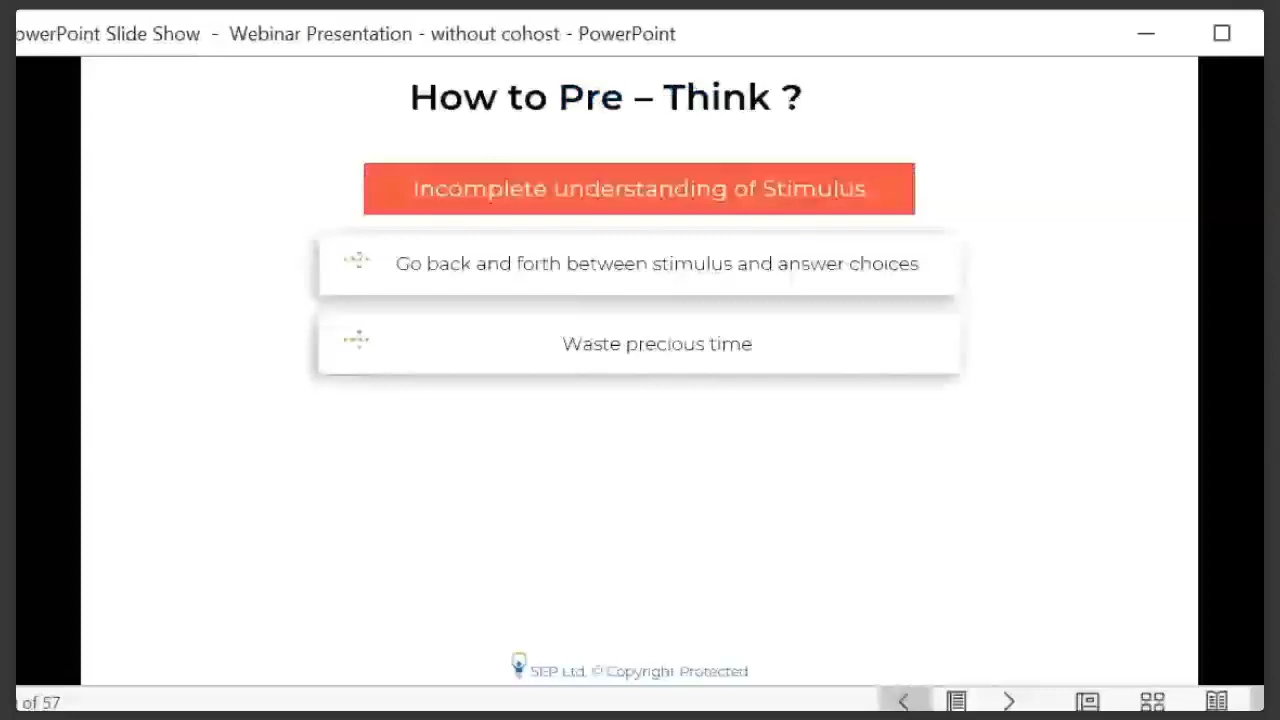 owerPoint Slide Show - Webinar Presentation - without cohost - PowerPoint
How to Pre – Think ?
Incomplete understanding of Stimulus
Go back and forth between stimulus and answer choices
Waste precious time
SEP Ltd. © Copyright Protected
of 57